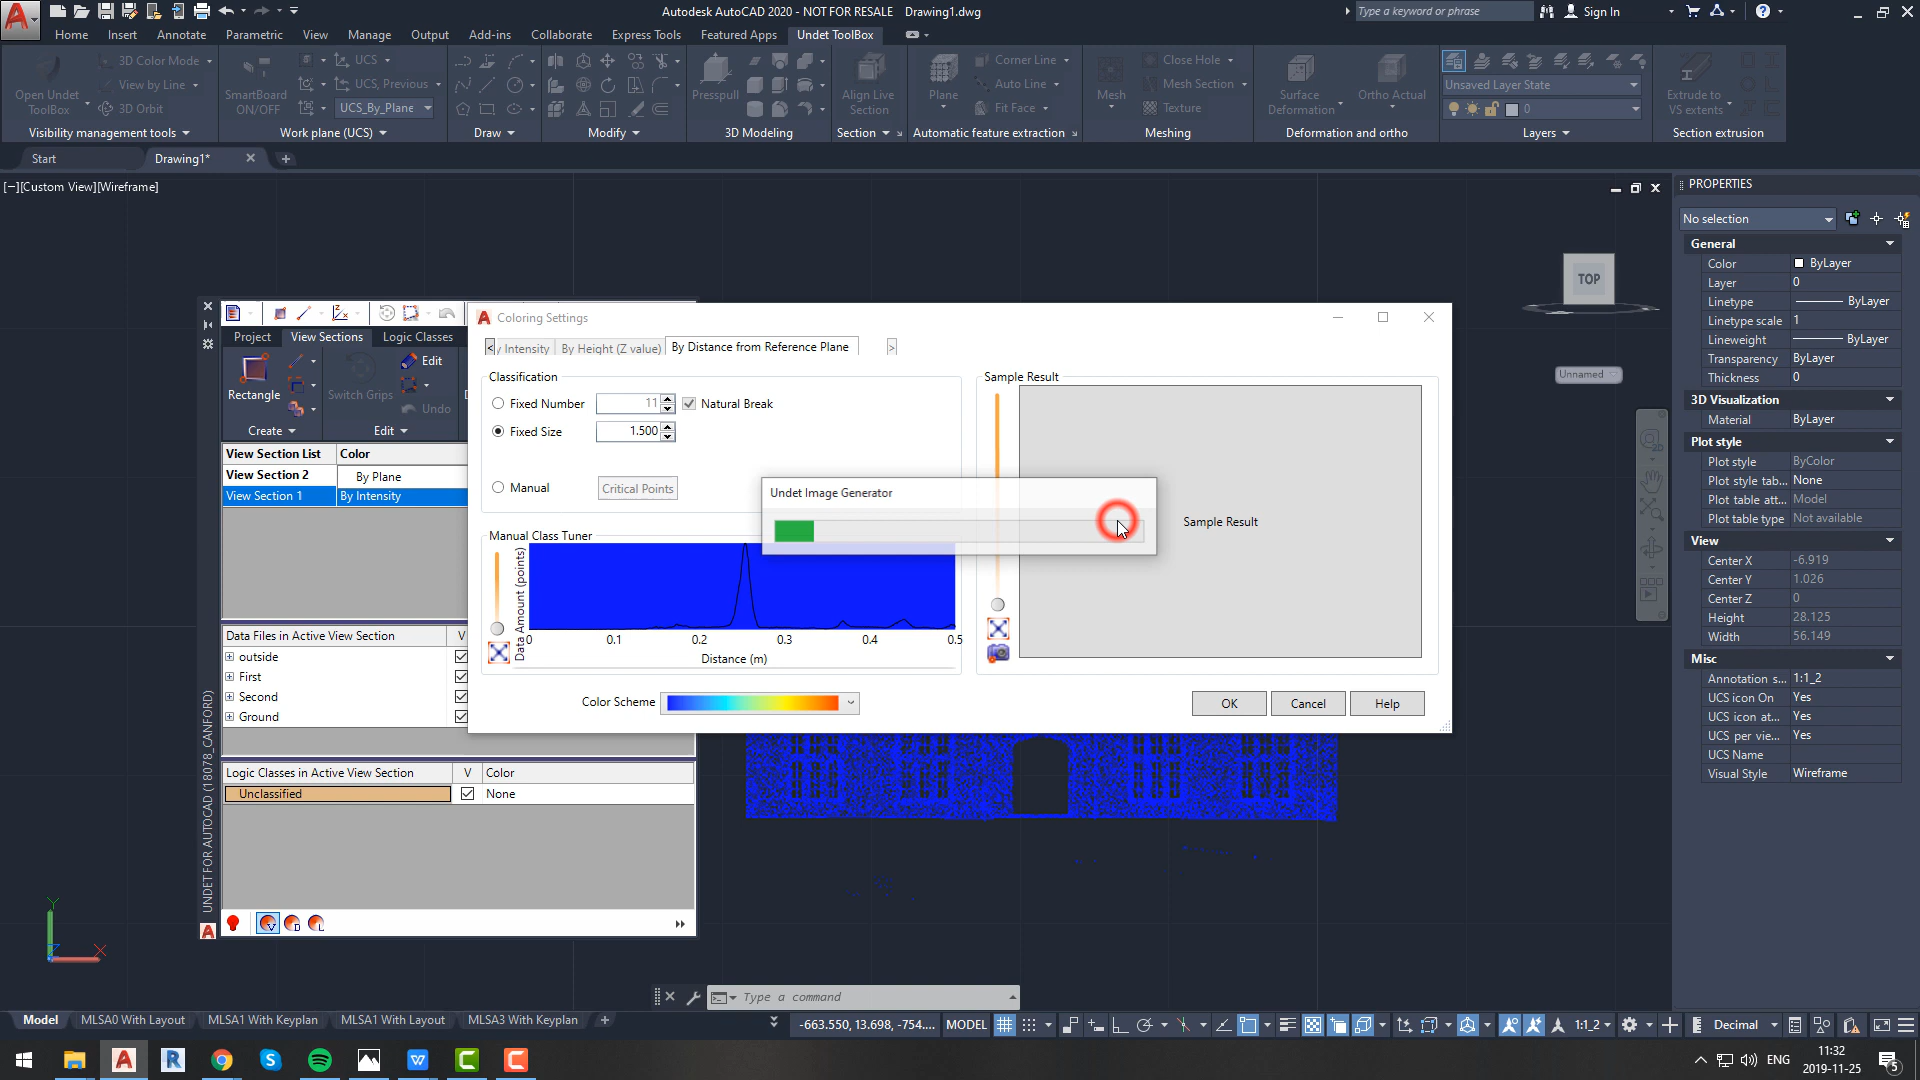 Autodesk AutoCAD 2020 - NOT FOR RESALE Drawing1.dwg
Type a keyword or phrase
Sign In
Home Insert Annotate Parametric View Manage Output Add-ins Collaborate Express Tools Featured Apps Undet ToolBox
3D Color Mode UCS Corner Line Close Hole
Open Undet ToolBox View by Line SmartBoard ON/OFF UCS, Previous Presspull Align Live Section Plane Auto Line Mesh Mesh Section Surface Deformation Ortho Actual Unsaved Layer State Extrude to VS extents
3D Orbit UCS_By_Plane Fit Face Texture 0
Visibility management tools Work plane (UCS) Draw Modify 3D Modeling Section Automatic feature extraction Meshing Deformation and ortho Layers Section extrusion
Start Drawing1*
[−][Custom View][Wireframe]
TOP
Unnamed
PROPERTIES
No selection
General
Color ByLayer
Layer 0
Linetype ByLayer
Linetype scale 1
Lineweight ByLayer
Transparency ByLayer
Thickness 0
3D Visualization
Material ByLayer
Plot style
Plot style ByColor
Plot style tab... None
Plot table att... Model
Plot table type Not available
View
Center X -6.919
Center Y 1.026
Center Z 0
Height 28.125
Width 56.149
Misc
Annotation s... 1:1_2
UCS icon On Yes
UCS icon at... Yes
UCS per vie... Yes
UCS Name
Visual Style Wireframe
Project View Sections Logic Classes
Rectangle Switch Grips Edit
Undo
Create Edit
View Section List Color
View Section 2 By Plane
View Section 1 By Intensity
Data Files in Active View Section V
outside
First
Second
Ground
Logic Classes in Active View Section V Color
Unclassified None
UNDET FOR AUTOCAD (18078_CANFORD)
Coloring Settings
y Intensity By Height (Z value) By Distance from Reference Plane
Classification
Fixed Number 11 Natural Break
Fixed Size 1.500
Manual Critical Points
Manual Class Tuner
Data Amount (points)
0 0.1 0.2 0.3 0.4 0.5
Distance (m)
Color Scheme
Sample Result
Sample Result
OK Cancel Help
Undet Image Generator
Y
X
Type a command
Model MLSA0 With Layout MLSA1 With Keyplan MLSA1 With Layout MLSA3 With Keyplan
-663.550, 13.698, -754.... MODEL 1:1_2 Decimal
ENG 11:32
2019-11-25 5